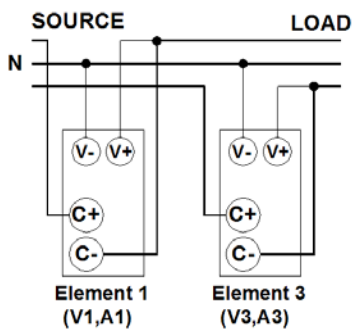 SOURCE LOAD
N
V- V+ V- V+
C+ C+
C- C-
Element 1 Element 3
(V1,A1) (V3,A3)